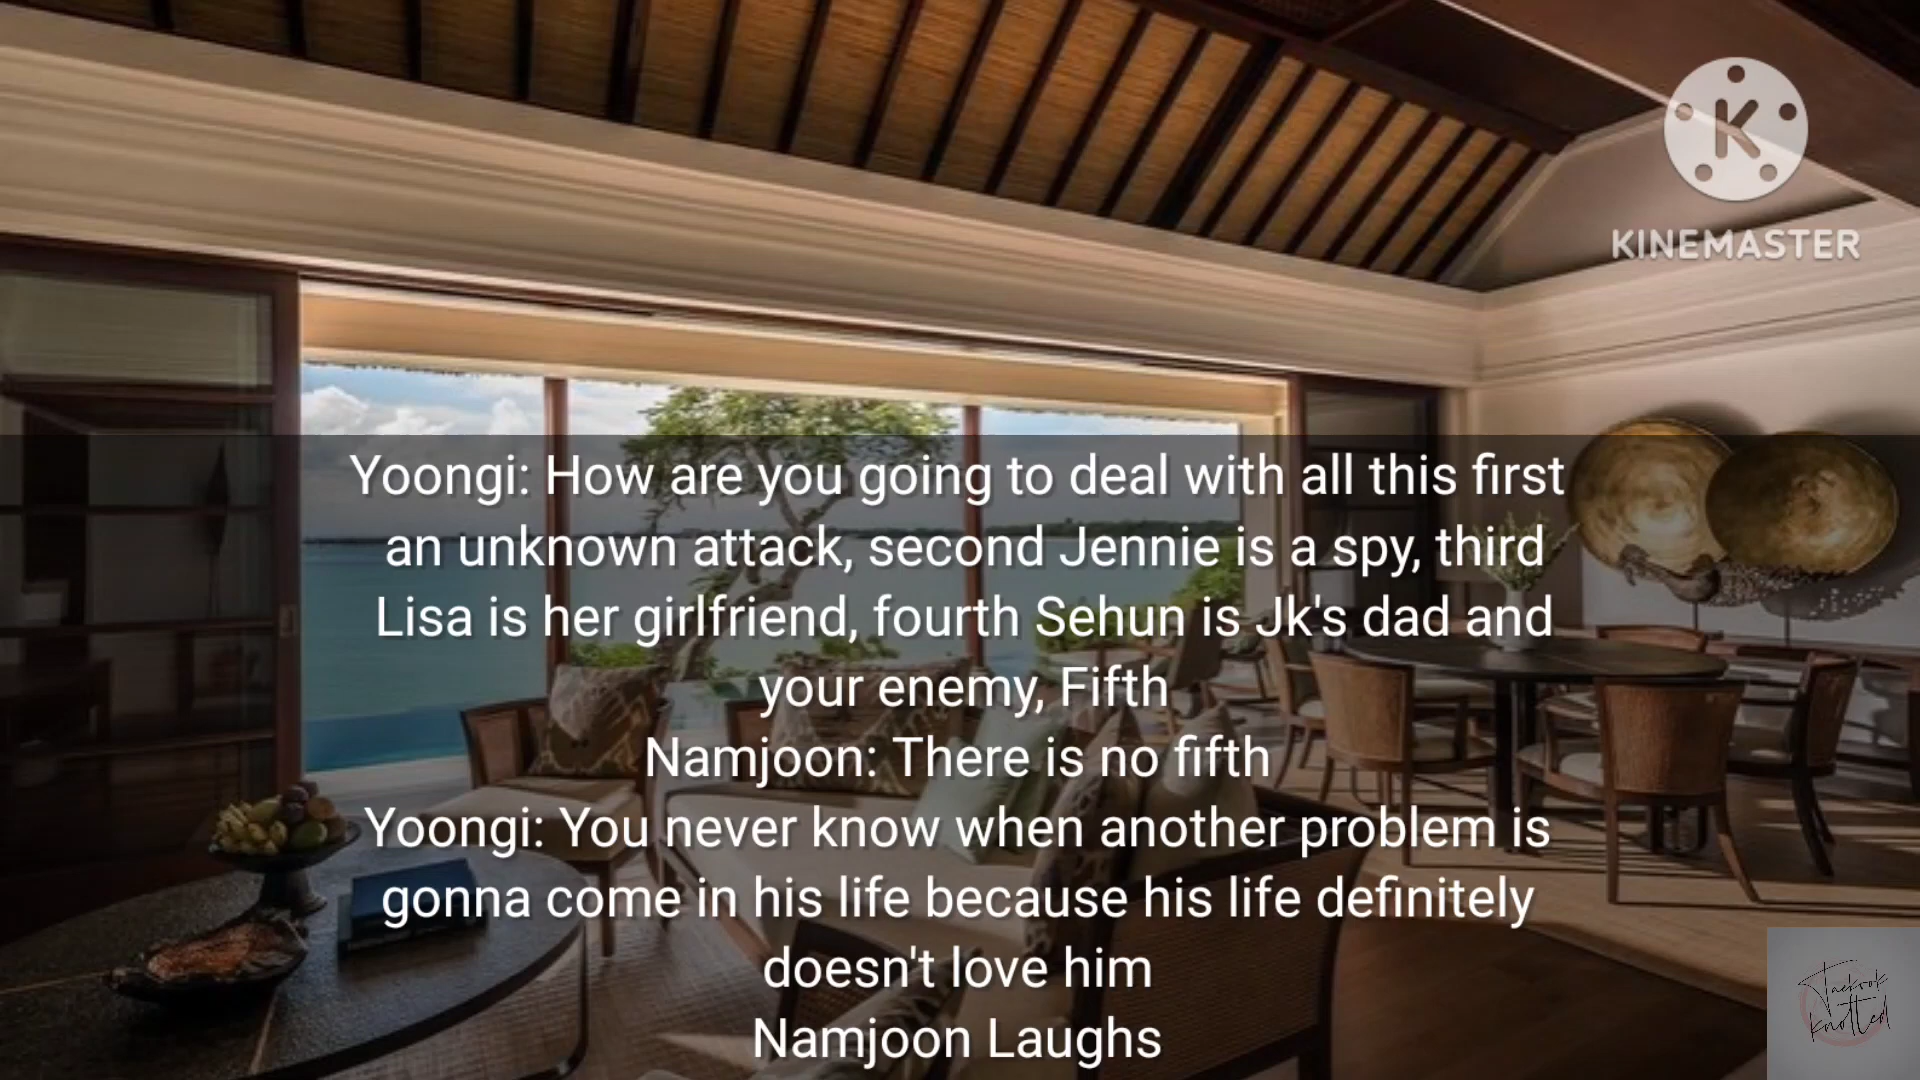 K
KINEMASTER
Yoongi: How are you going to deal with all this first
an unknown attack, second Jennie is a spy, third
Lisa is her girlfriend, fourth Sehun is Jk's dad and
your enemy, Fifth
Namjoon: There is no fifth
Yoongi: You never know when another problem is
gonna come in his life because his life definitely
doesn't love him
Namjoon Laughs
Taekook
knotted